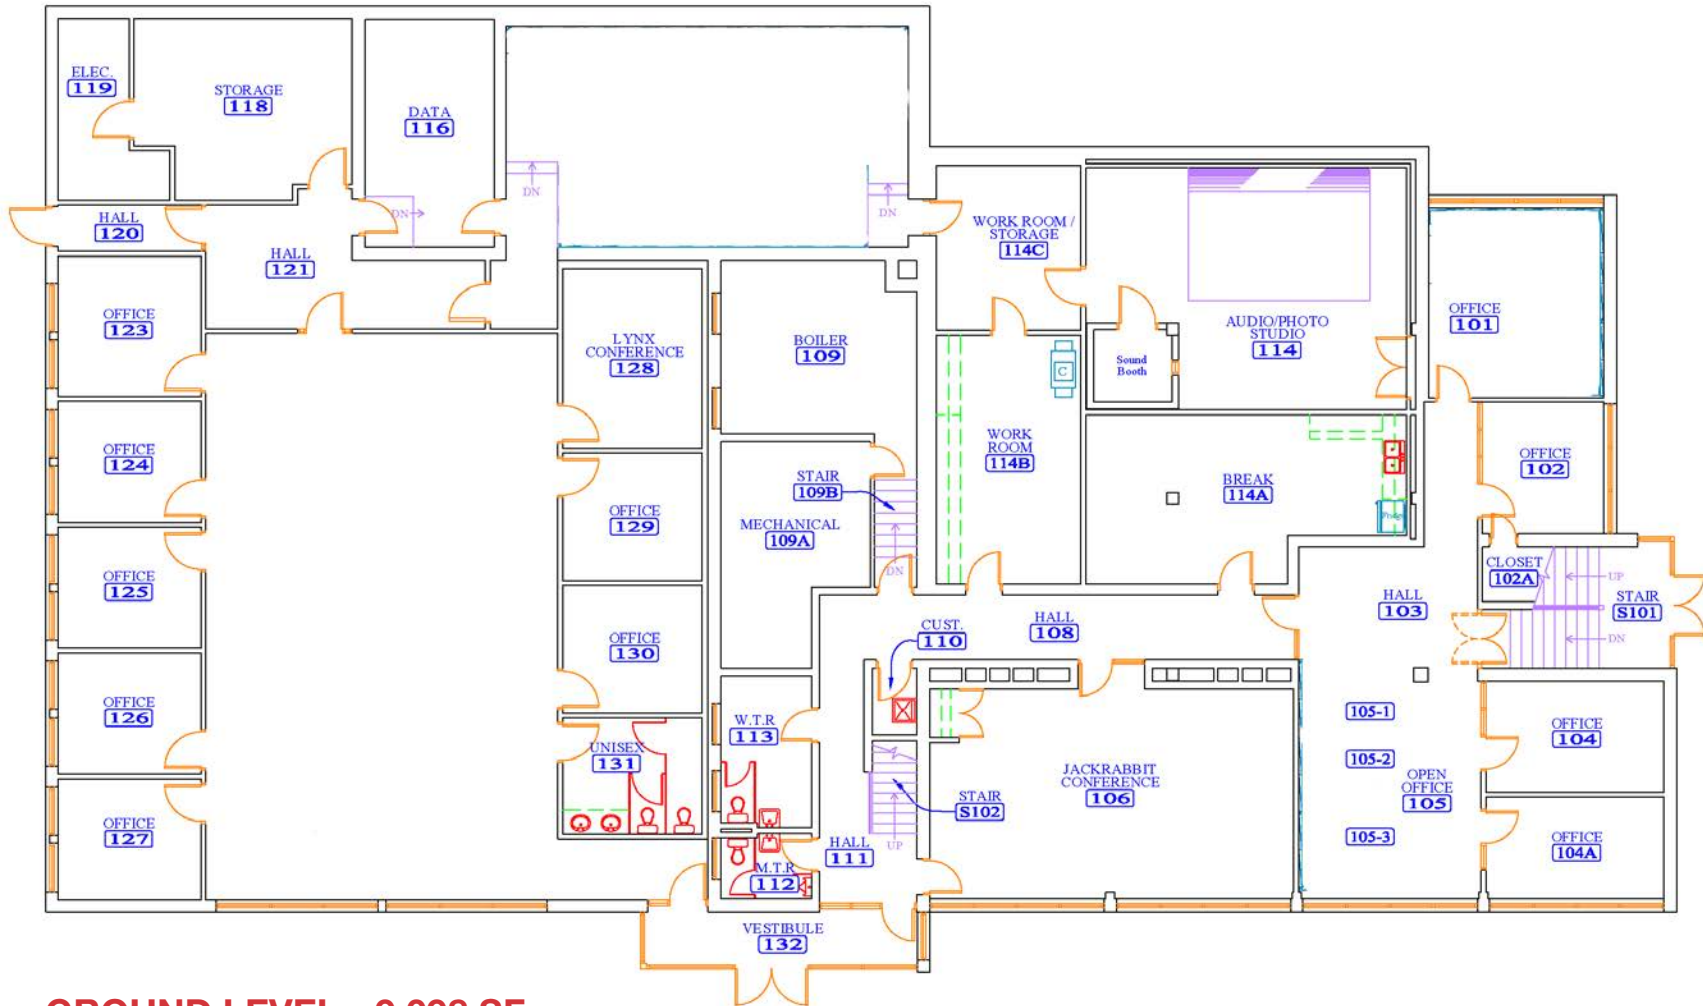 ELEC.
119
STORAGE
118
DATA
116
DN
DN
DN
HALL
120
HALL
121
WORK ROOM /
STORAGE
114C
AUDIO/PHOTO
STUDIO
114
Sound
Booth
OFFICE
101
OFFICE
123
LYNX
CONFERENCE
128
BOILER
109
C
OFFICE
124
WORK
ROOM
114B
OFFICE
102
STAIR
109B
BREAK
114A
OFFICE
129
MECHANICAL
109A
DN
OFFICE
125
CLOSET
102A
UP
STAIR
S101
DN
HALL
103
OFFICE
130
CUST.
110
HALL
108
OFFICE
126
UNISEX
131
W.T.R
113
105-1
OFFICE
104
105-2
JACKRABBIT
CONFERENCE
106
OPEN
OFFICE
105
STAIR
S102
UP
OFFICE
127
HALL
111
105-3
OFFICE
104A
M.T.R
112
VESTIBULE
132